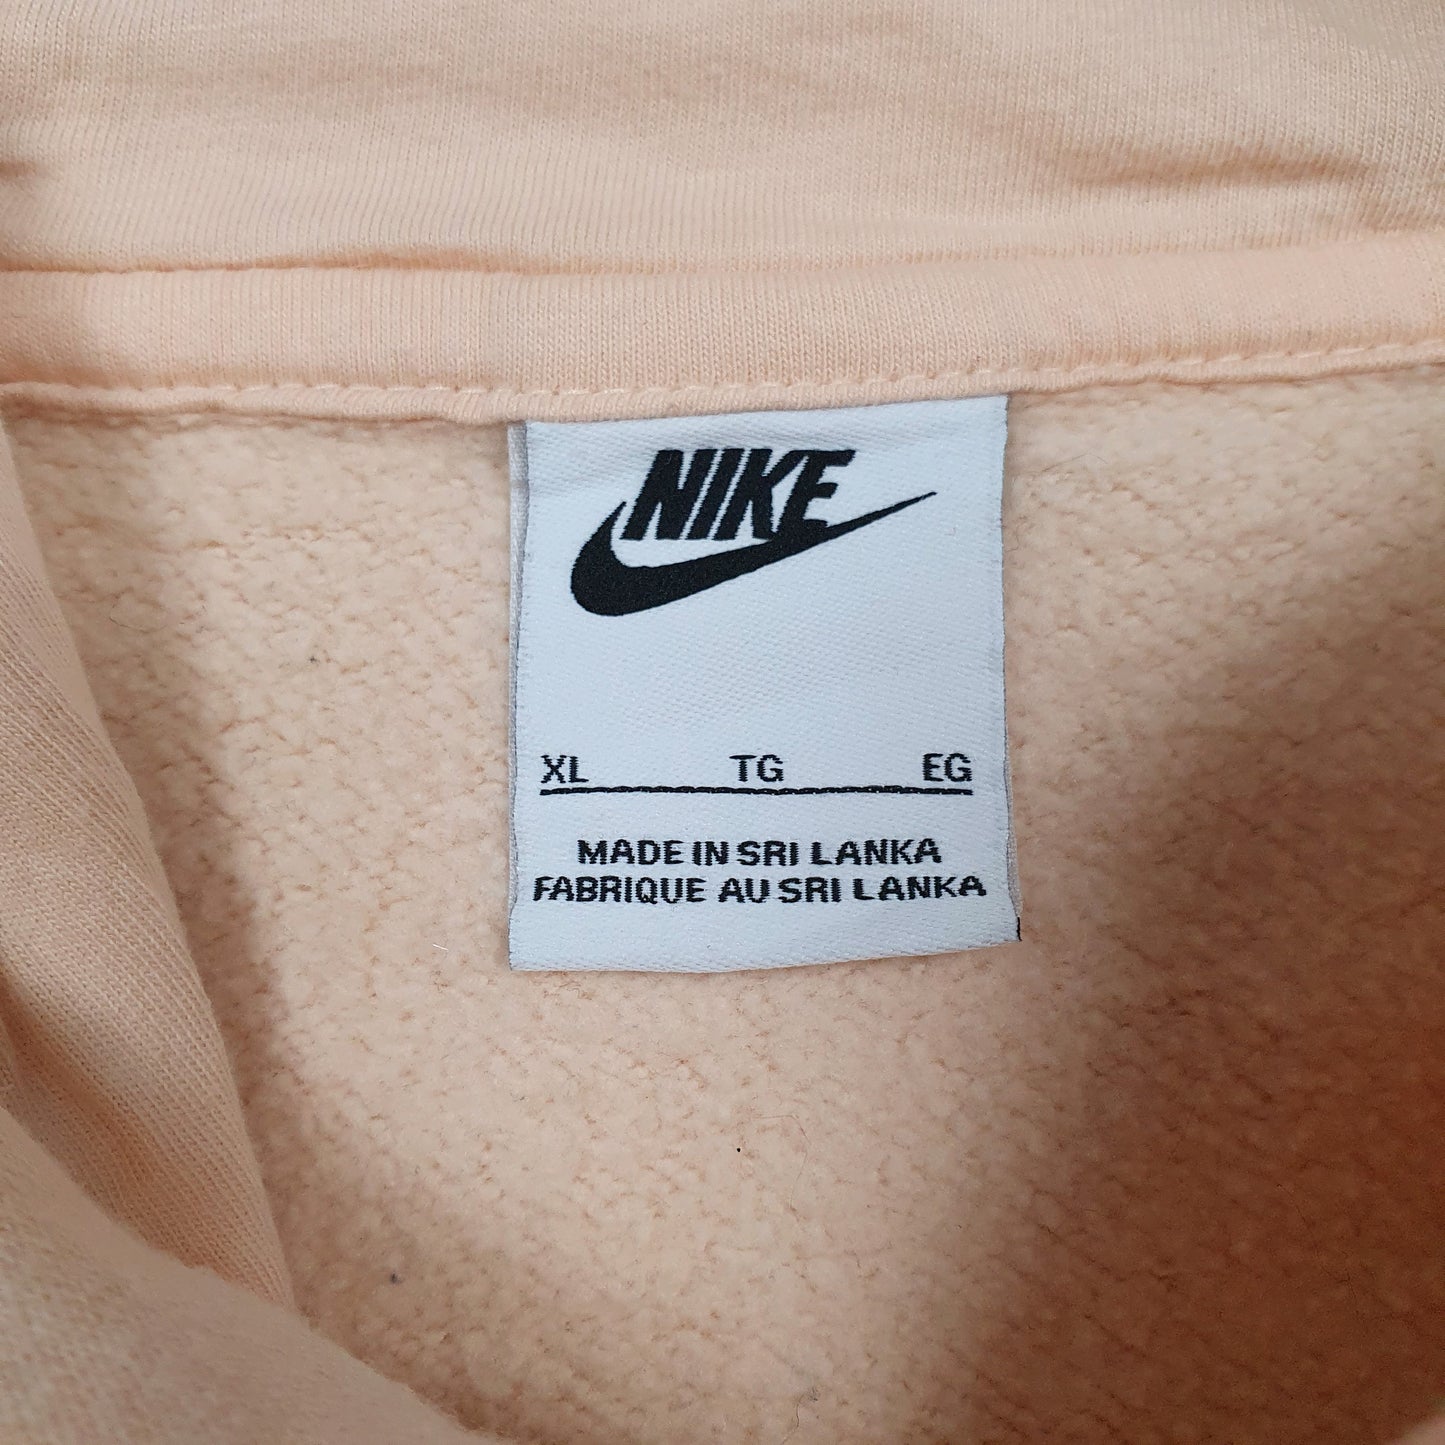 NIKE
XL TG EG
MADE IN SRI LANKA
FABRIQUE AU SRI LANKA